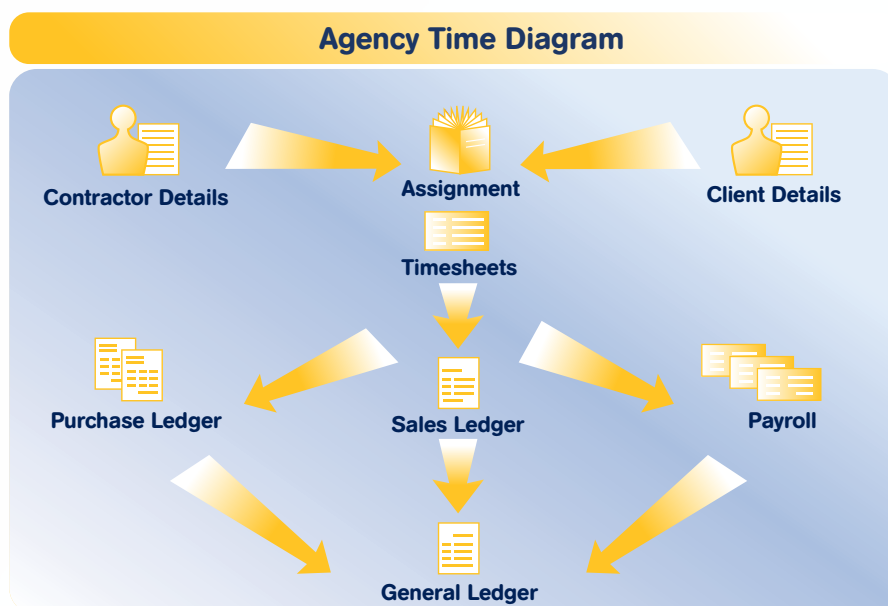 Agency Time Diagram
Contractor Details
Assignment
Client Details
Timesheets
Purchase Ledger
Sales Ledger
Payroll
General Ledger